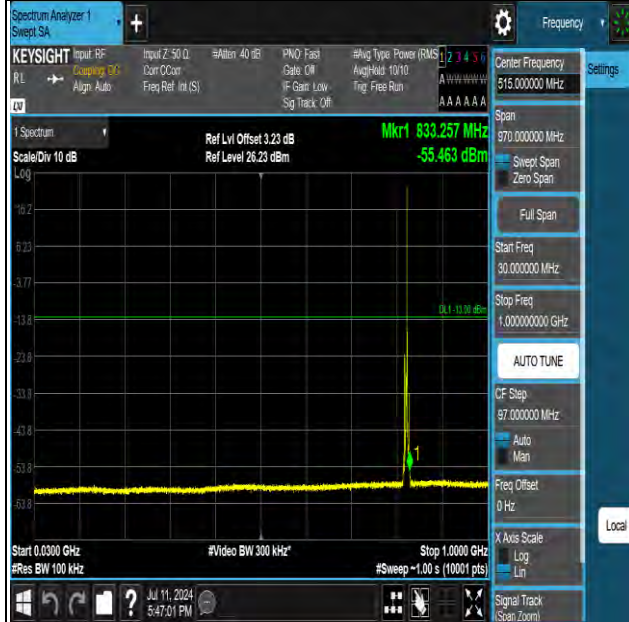 Spectrum Analyzer 1
Swept SA
+
Frequency
KEYSIGHT
Input: RF
RL
Coupling: DC
Align: Auto
Input Z: 50 Ω
Corr CCorr
Freq Ref: Int (S)
#Atten: 40 dB
PNO: Fast
Gate: Off
IF Gain: Low
Sig Track: Off
#Avg Type: Power (RMS
Avg|Hold: 10/10
Trig: Free Run
1 2 3 4 5 6
A W W W W W
A A A A A A
1 Spectrum
Scale/Div 10 dB
Ref Lvl Offset 3.23 dB
Ref Level 26.23 dBm
Mkr1 833.257 MHz
-55.463 dBm
Log
16.2
6.23
-3.77
-13.8
-23.8
-33.8
-43.8
-53.8
-63.8
DL1 -13.00 dBm
1
Start 0.0300 GHz
#Res BW 100 kHz
#Video BW 300 kHz*
Stop 1.0000 GHz
#Sweep ~1.00 s (10001 pts)
?
Jul 11, 2024
5:47:01 PM
Center Frequency
515.000000 MHz
Settings
Span
970.000000 MHz
Swept Span
Zero Span
Full Span
Start Freq
30.000000 MHz
Stop Freq
1.000000000 GHz
AUTO TUNE
CF Step
97.000000 MHz
Auto
Man
Freq Offset
0 Hz
Local
X Axis Scale
Log
Lin
Signal Track
(Span Zoom)